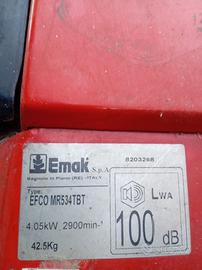 Emak S.p.A.
Bagnolo in Piano (RE) - ITALY
8203268
Type:
EFCO MR534TBT
LWA
4.05kW 2900min-¹
100 dB
42.5Kg